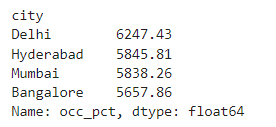 city
Delhi 6247.43
Hyderabad 5845.81
Mumbai 5838.26
Bangalore 5657.86
Name: occ_pct, dtype: float64